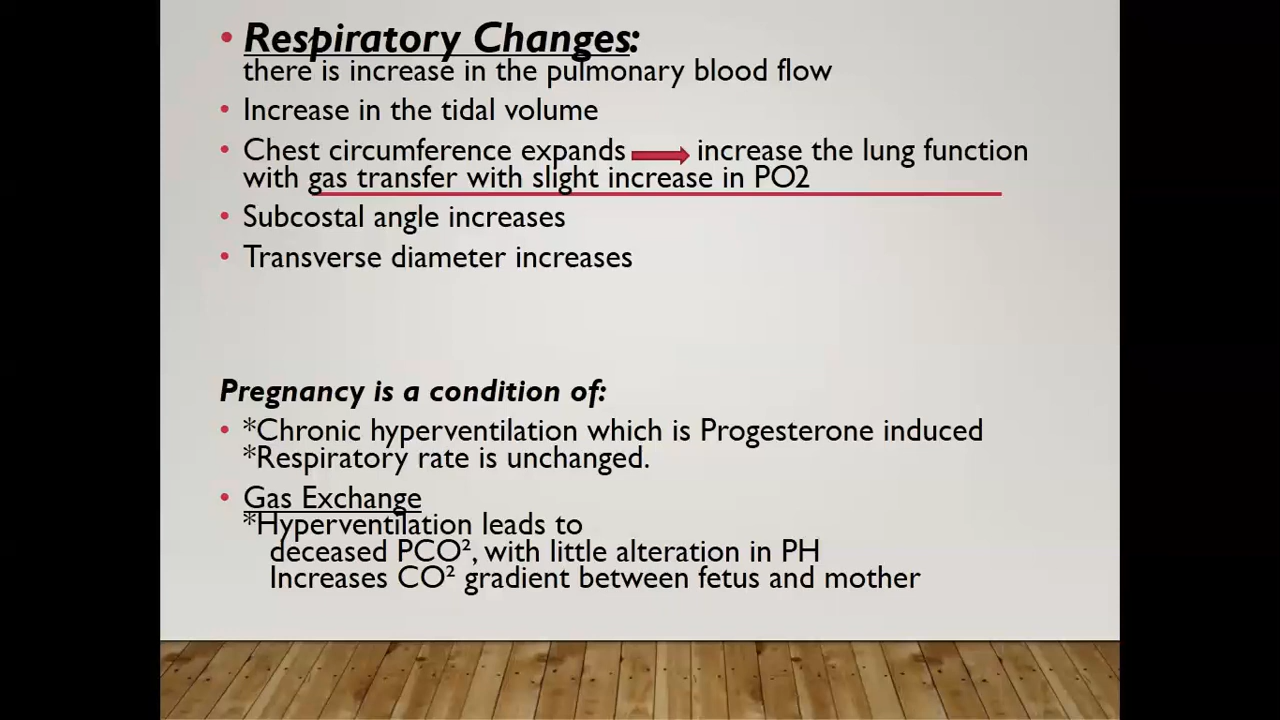 • Respiratory Changes:
there is increase in the pulmonary blood flow
• Increase in the tidal volume
• Chest circumference expands → increase the lung function
with gas transfer with slight increase in PO2
• Subcostal angle increases
• Transverse diameter increases
Pregnancy is a condition of:
• *Chronic hyperventilation which is Progesterone induced
*Respiratory rate is unchanged.
• Gas Exchange
*Hyperventilation leads to
deceased PCO², with little alteration in PH
Increases CO² gradient between fetus and mother